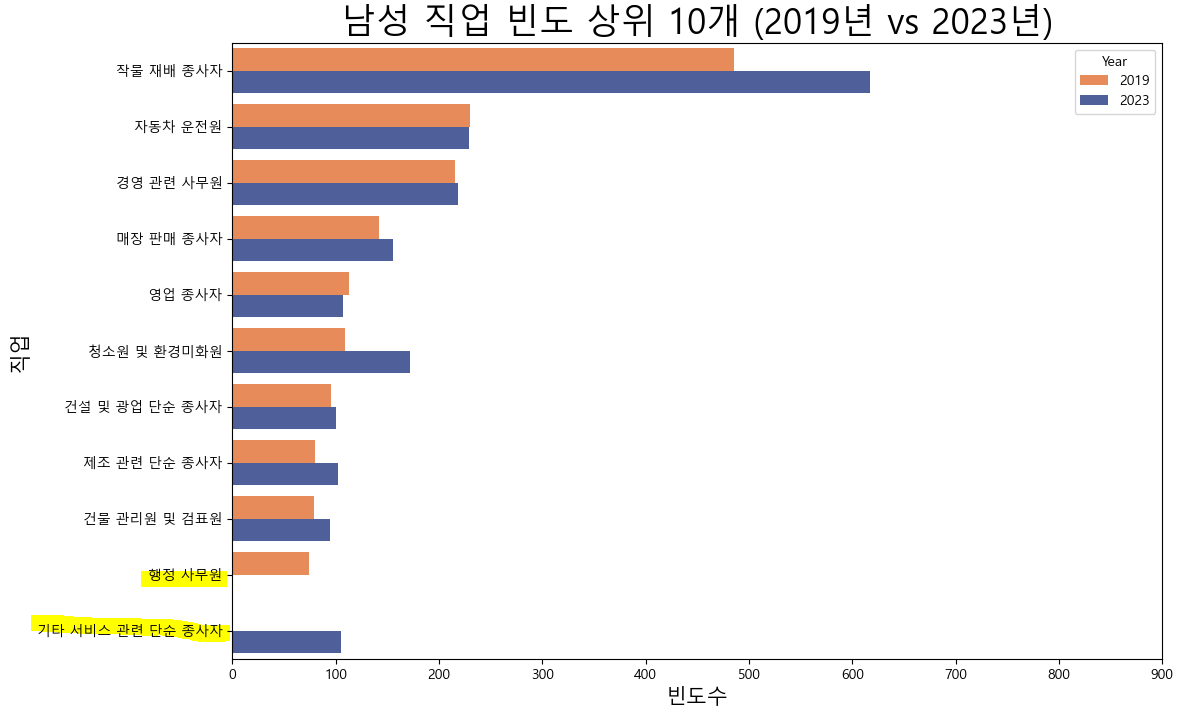 남성 직업 빈도 상위 10개 (2019년 vs 2023년)
Year
2019
2023
직업
작물 재배 종사자
자동차 운전원
경영 관련 사무원
매장 판매 종사자
영업 종사자
청소원 및 환경미화원
건설 및 광업 단순 종사자
제조 관련 단순 종사자
건물 관리원 및 검표원
행정 사무원
기타 서비스 관련 단순 종사자
0 100 200 300 400 500 600 700 800 900
빈도수